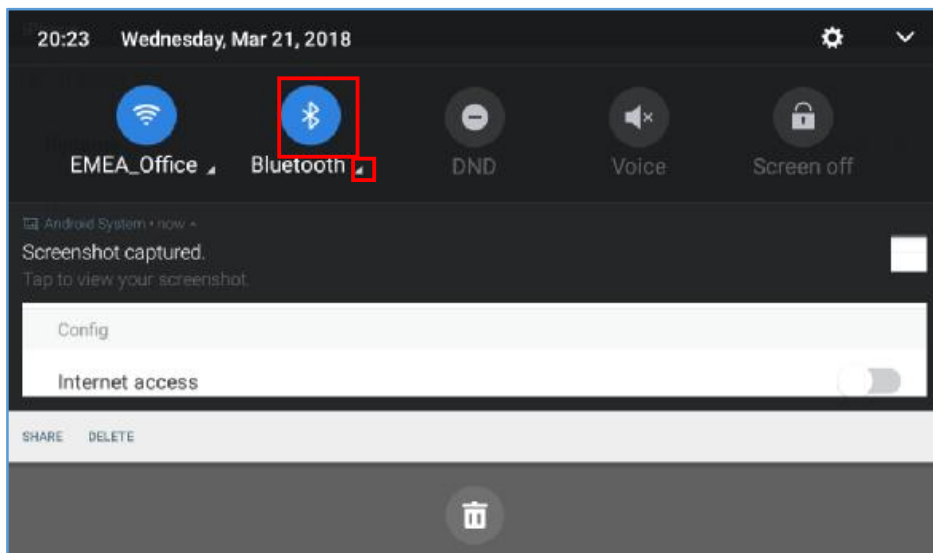 20:23 Wednesday, Mar 21, 2018
EMEA_Office Bluetooth DND Voice Screen off
Android System • now
Screenshot captured.
Tap to view your screenshot.
Config
Internet access
SHARE DELETE